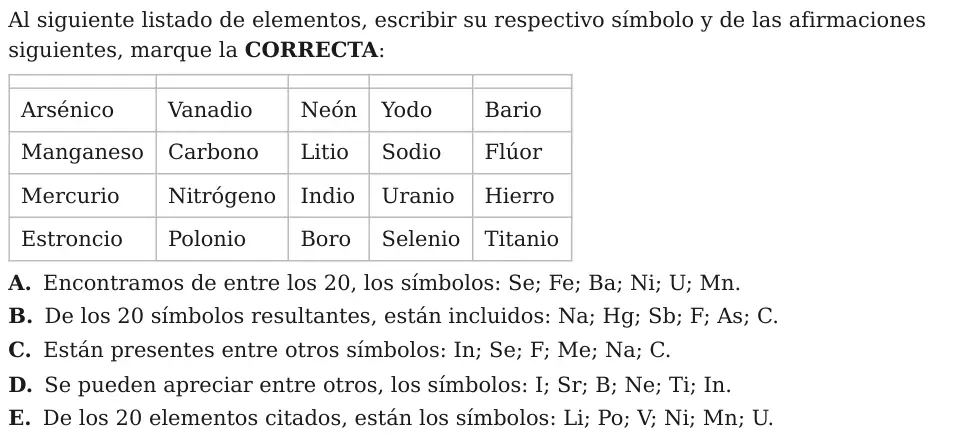 Al siguiente listado de elementos, escribir su respectivo símbolo y de las afirmaciones
siguientes, marque la CORRECTA:
Arsénico Vanadio Neón Yodo Bario
Manganeso Carbono Litio Sodio Flúor
Mercurio Nitrógeno Indio Uranio Hierro
Estroncio Polonio Boro Selenio Titanio
A. Encontramos de entre los 20, los símbolos: Se; Fe; Ba; Ni; U; Mn.
B. De los 20 símbolos resultantes, están incluidos: Na; Hg; Sb; F; As; C.
C. Están presentes entre otros símbolos: In; Se; F; Me; Na; C.
D. Se pueden apreciar entre otros, los símbolos: I; Sr; B; Ne; Ti; In.
E. De los 20 elementos citados, están los símbolos: Li; Po; V; Ni; Mn; U.